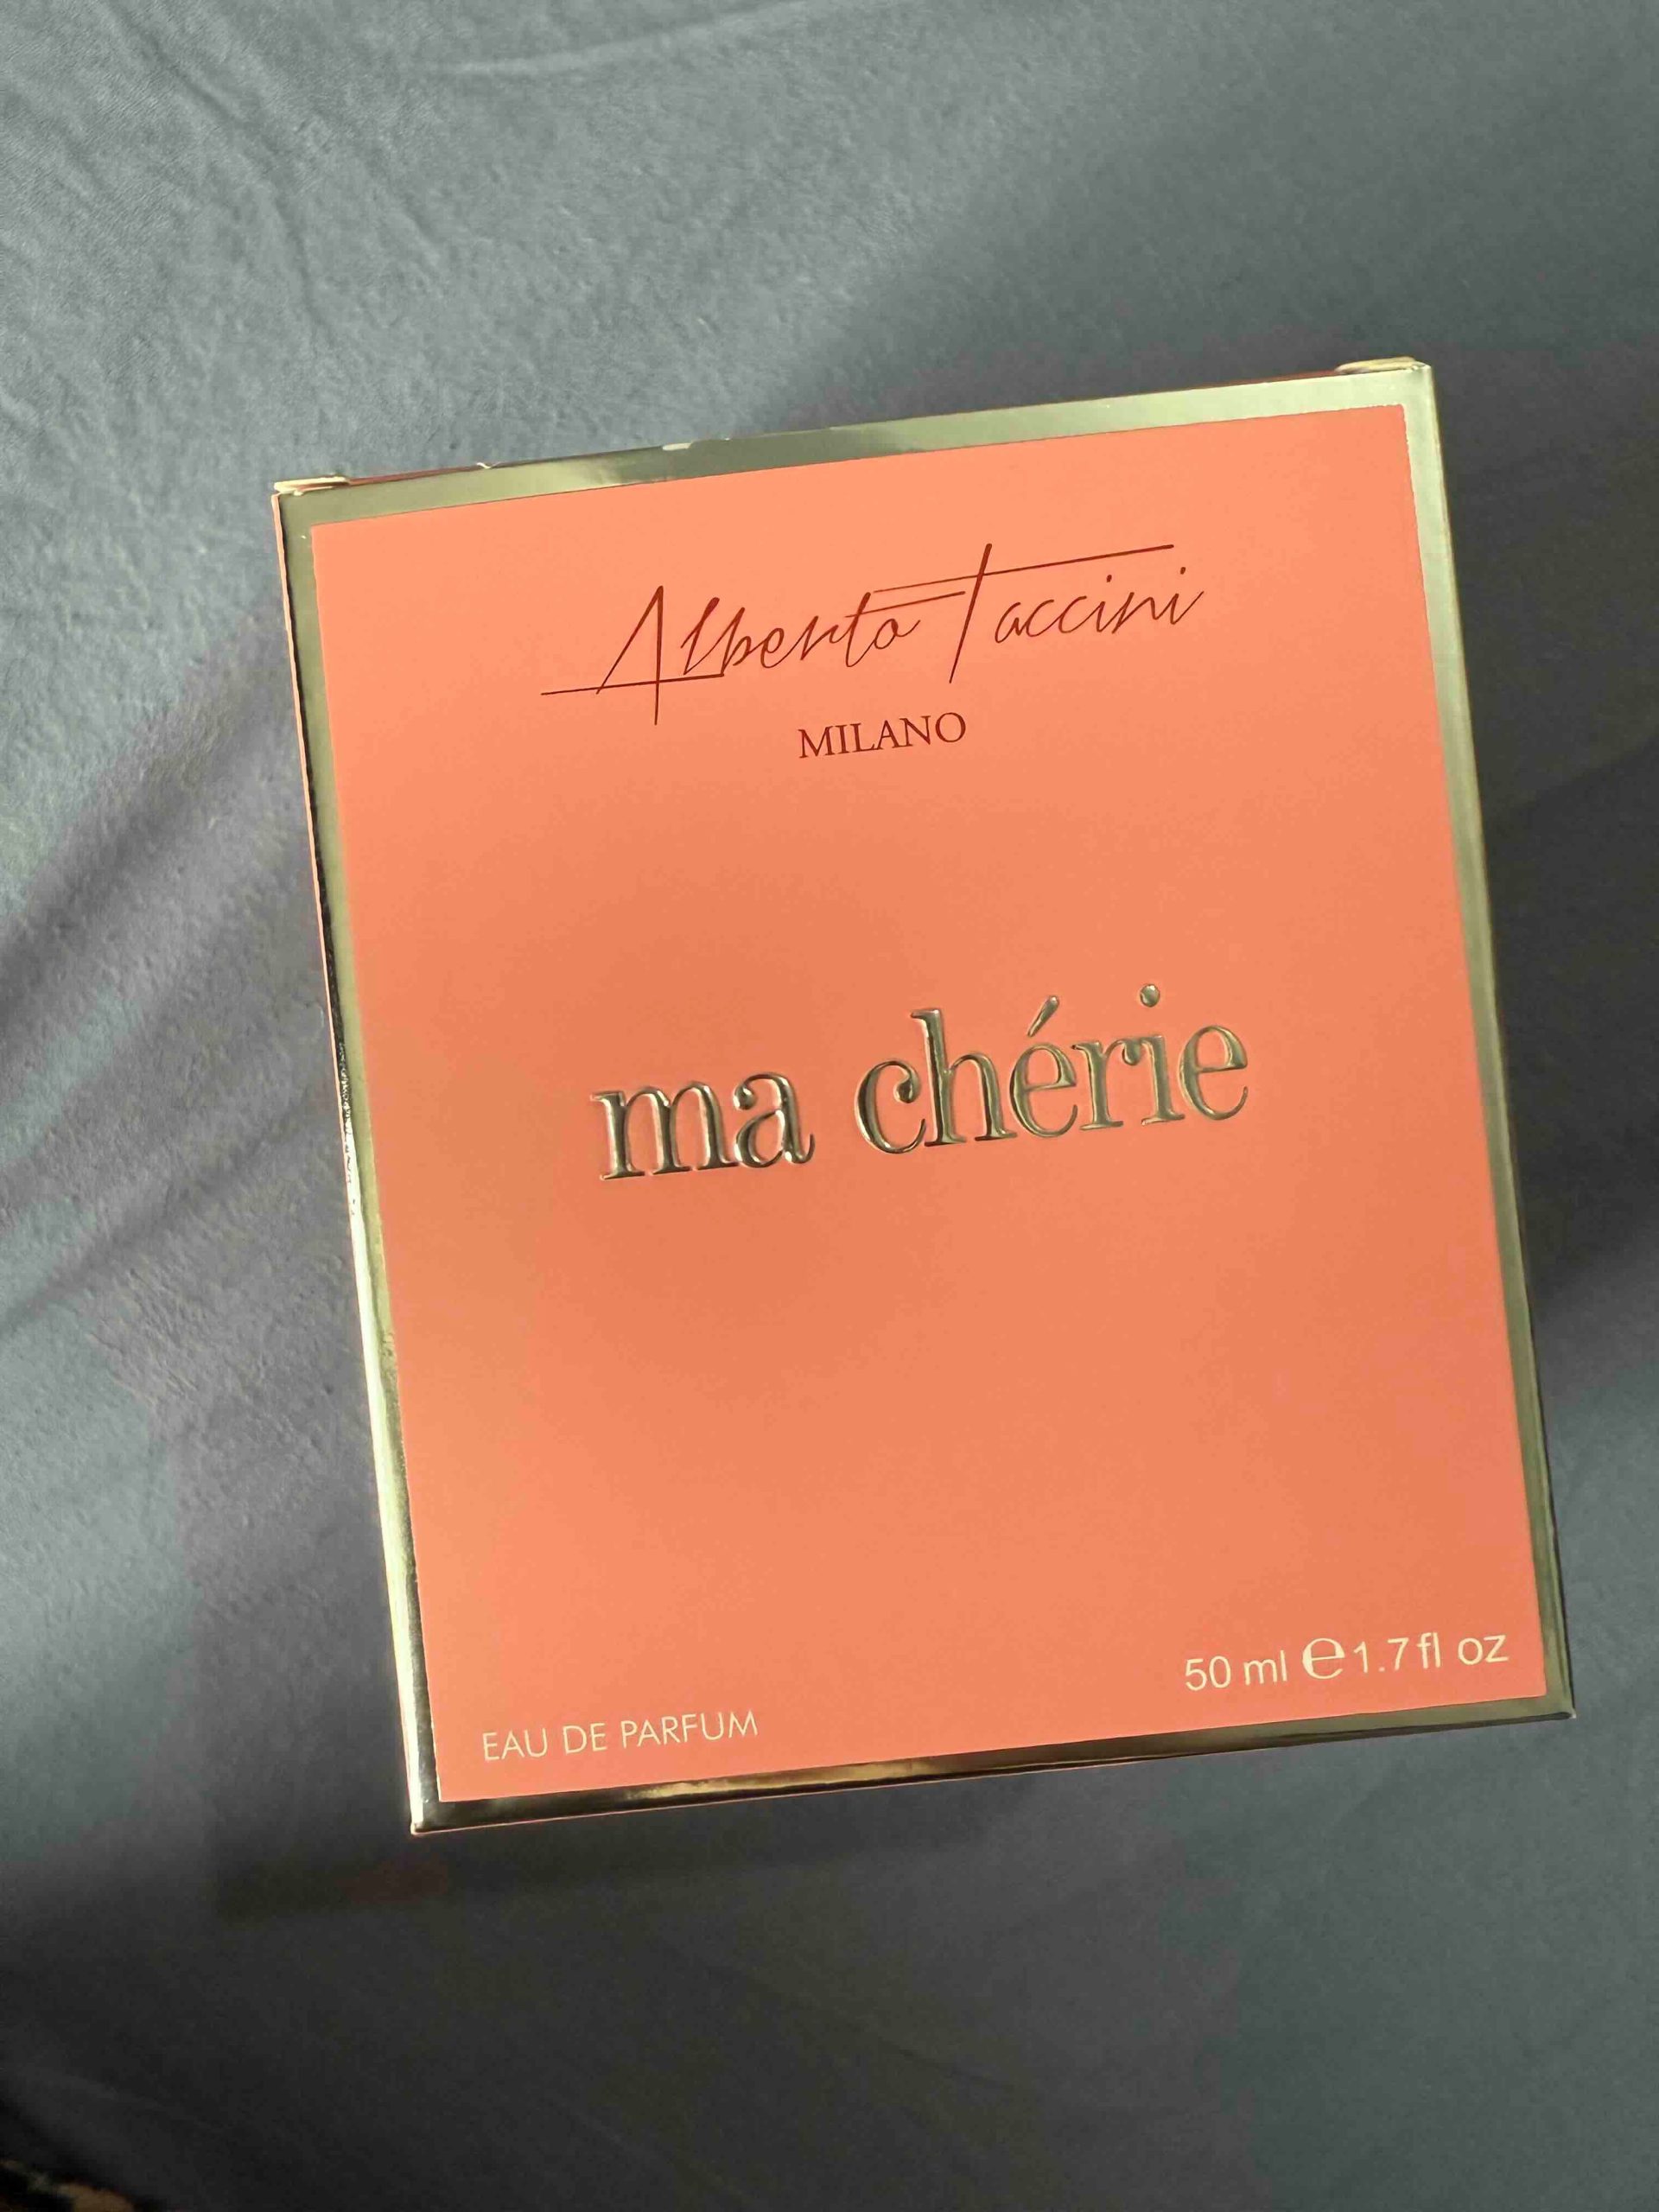 Alberto Taccini
MILANO
ma chérie
EAU DE PARFUM
50 ml ℮ 1.7 fl oz